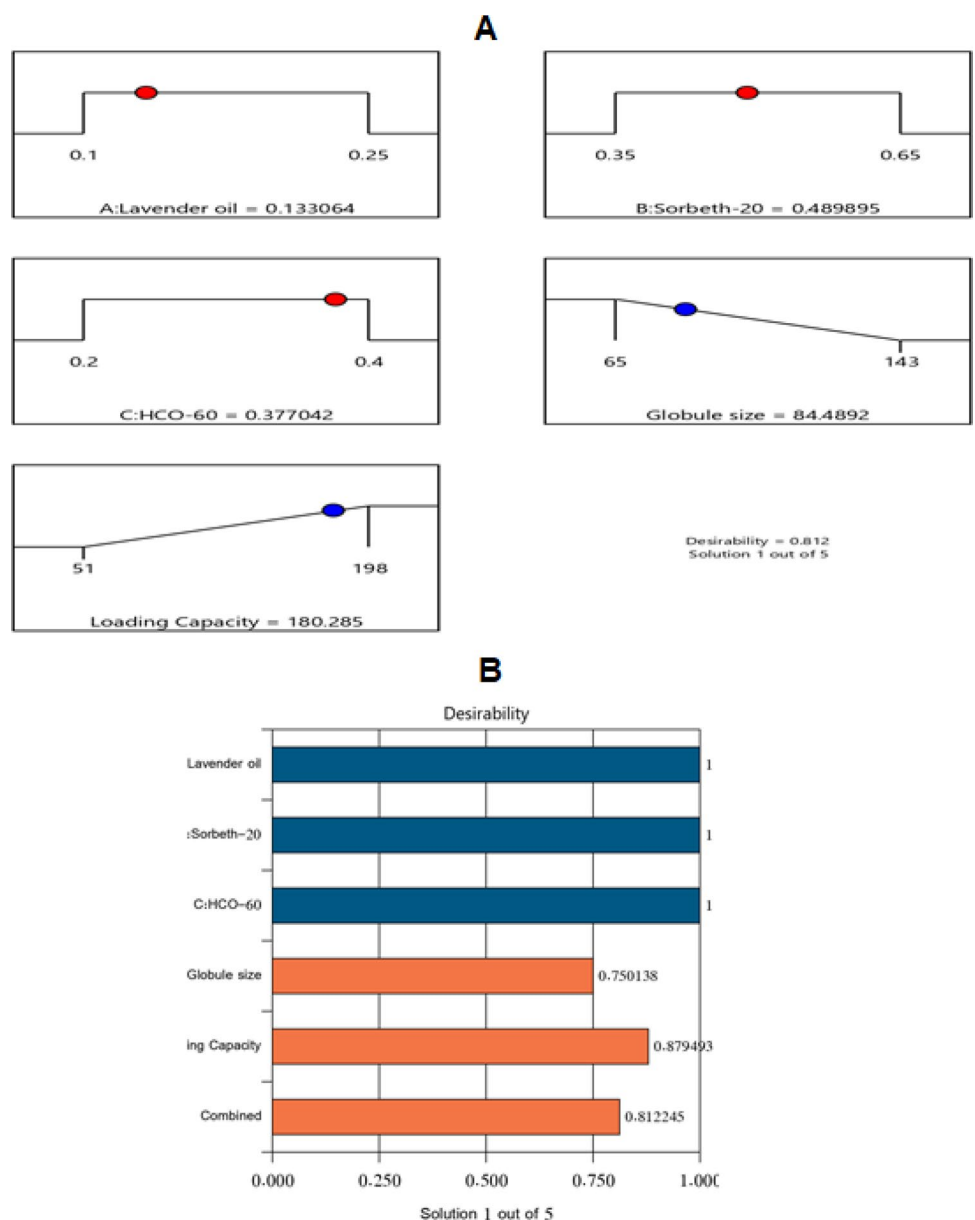 A
0.1 0.25
A:Lavender oil = 0.133064
0.35 0.65
B:Sorbeth-20 = 0.489895
0.2 0.4
C:HCO-60 = 0.377042
65 143
Globule size = 84.4892
51 198
Loading Capacity = 180.285
Desirability = 0.812
Solution 1 out of 5
B
Desirability
Lavender oil 1
:Sorbeth-20 1
C:HCO-60 1
Globule size 0.750138
ing Capacity 0.879493
Combined 0.812245
0.000 0.250 0.500 0.750 1.000
Solution 1 out of 5